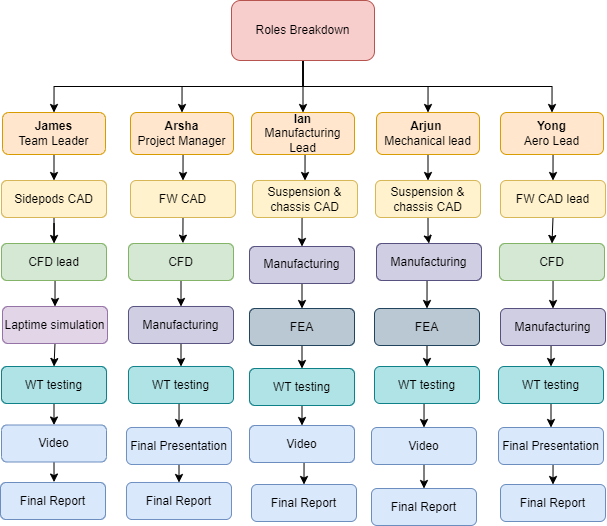 Roles Breakdown
James
Team Leader
Arsha
Project Manager
Ian
Manufacturing
Lead
Arjun
Mechanical lead
Yong
Aero Lead
Sidepods CAD
FW CAD
Suspension &
chassis CAD
Suspension &
chassis CAD
FW CAD lead
CFD lead
CFD
Manufacturing
Manufacturing
CFD
Laptime simulation
Manufacturing
FEA
FEA
Manufacturing
WT testing
WT testing
WT testing
WT testing
WT testing
Video
Final Presentation
Video
Video
Final Presentation
Final Report
Final Report
Final Report
Final Report
Final Report